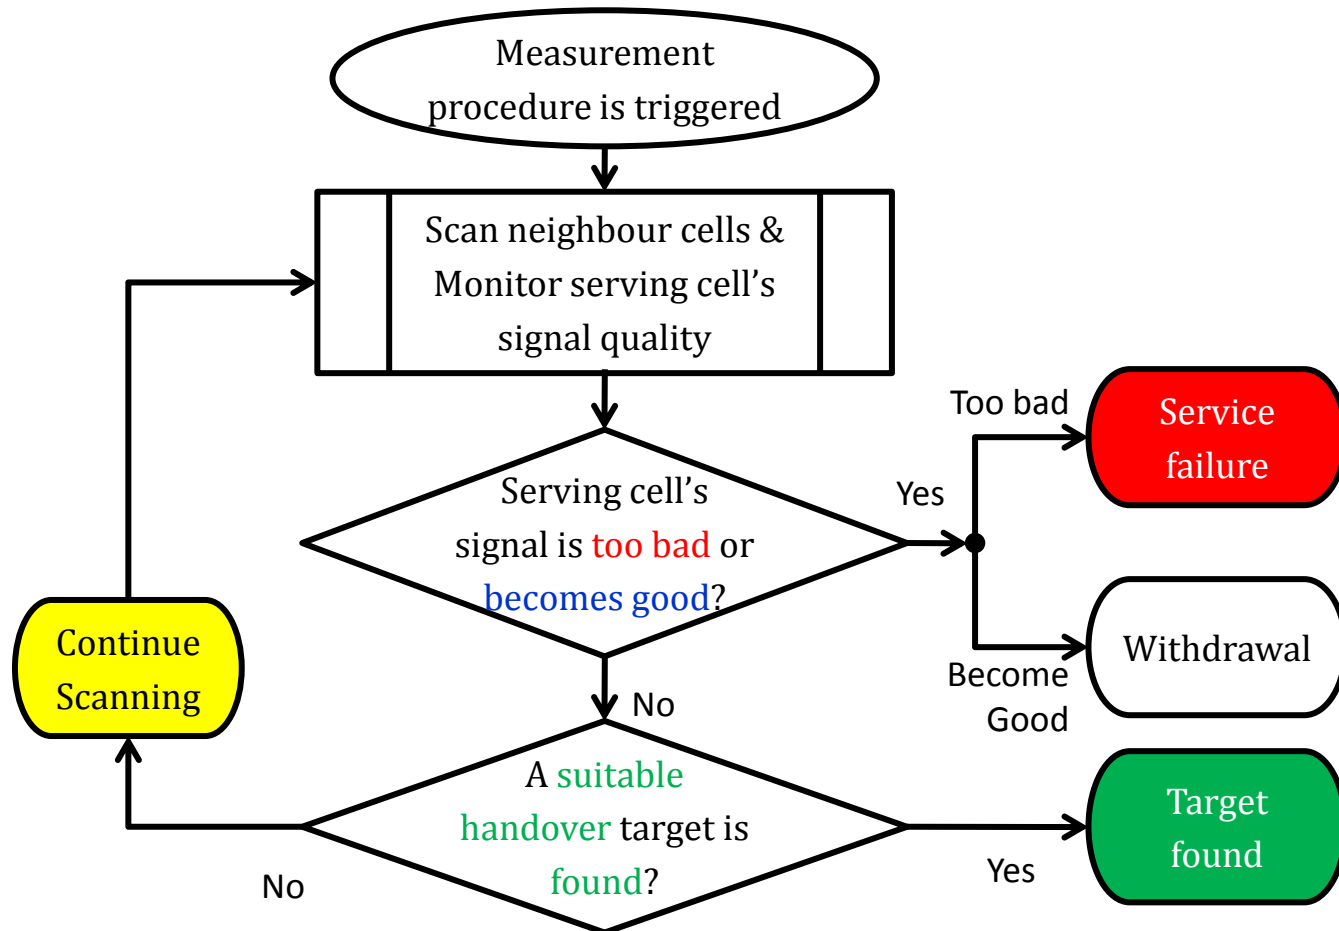 Measurement
procedure is triggered
Scan neighbour cells &
Monitor serving cell’s
signal quality
Too bad
Service
failure
Serving cell’s
signal is too bad or
becomes good?
Yes
Continue
Scanning
Withdrawal
Become
Good
No
A suitable
handover target is
found?
Target
found
No
Yes